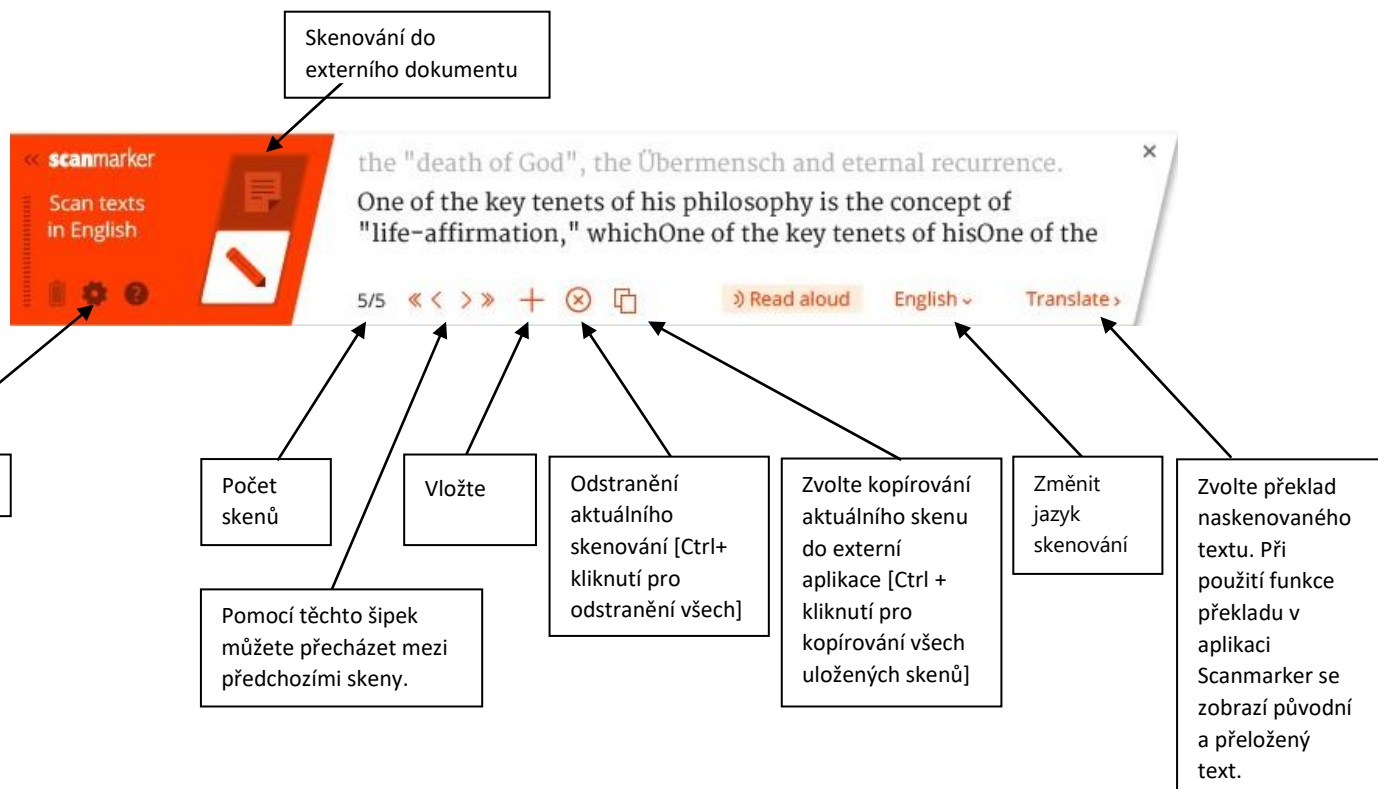 Skenování do
externího dokumentu
« scanmarker
Scan texts
in English
the "death of God", the Übermensch and eternal recurrence.
One of the key tenets of his philosophy is the concept of
"life-affirmation," whichOne of the key tenets of hisOne of the
5/5
Read aloud
English
Translate ›
Počet
skenů
Vložte
Odstranění
aktuálního
skenování [Ctrl+
kliknutí pro
odstranění všech]
Zvolte kopírování
aktuálního skenu
do externí
aplikace [Ctrl +
kliknutí pro
kopírování všech
uložených skenů]
Změnit
jazyk
skenování
Zvolte překlad
naskenovaného
textu. Při
použití funkce
překladu v
aplikaci
Scanmarker se
zobrazí původní
a přeložený
text.
Pomocí těchto šipek
můžete přecházet mezi
předchozími skeny.